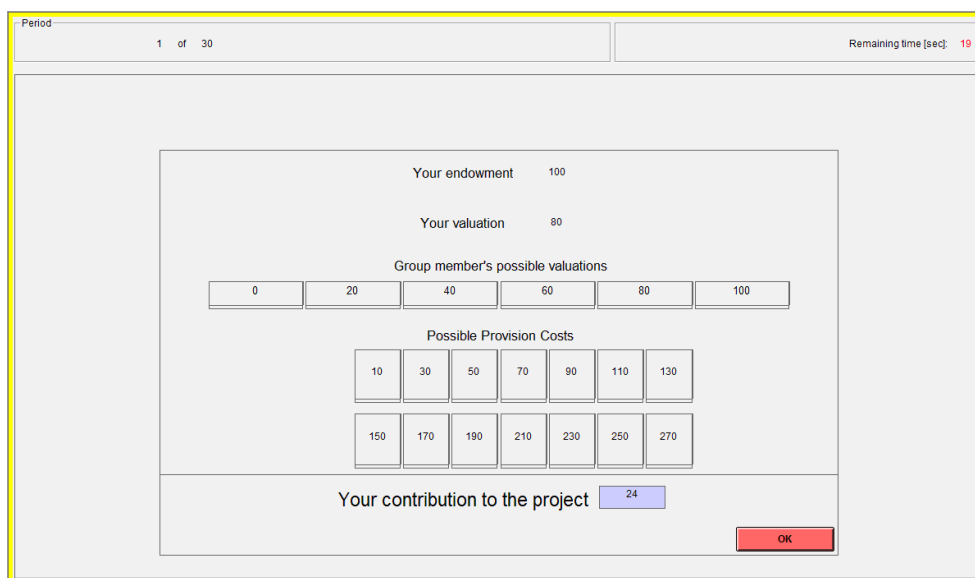 Period
1 of 30
Remaining time [sec]: 19
Your endowment 100
Your valuation 80
Group member's possible valuations
0 20 40 60 80 100
Possible Provision Costs
10 30 50 70 90 110 130
150 170 190 210 230 250 270
Your contribution to the project 24
OK